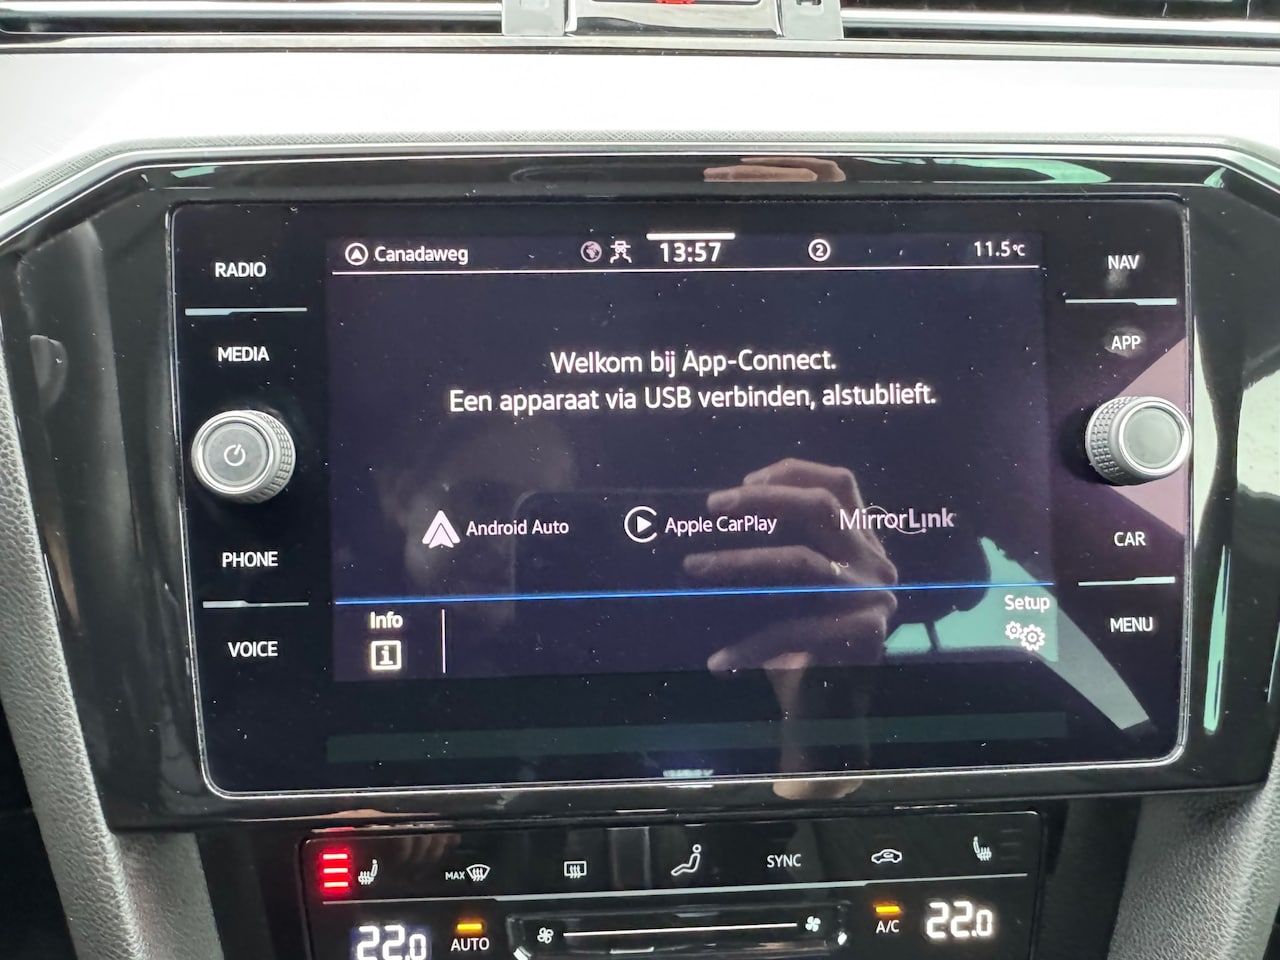 RADIO
MEDIA
PHONE
VOICE
Canadaweg
13:57
2
11.5°C
Welkom bij App-Connect.
Een apparaat via USB verbinden, alstublieft.
Android Auto
Apple CarPlay
MirrorLink
Info
i
Setup
NAV
APP
CAR
MENU
MAX
SYNC
22.0
AUTO
A/C
22.0